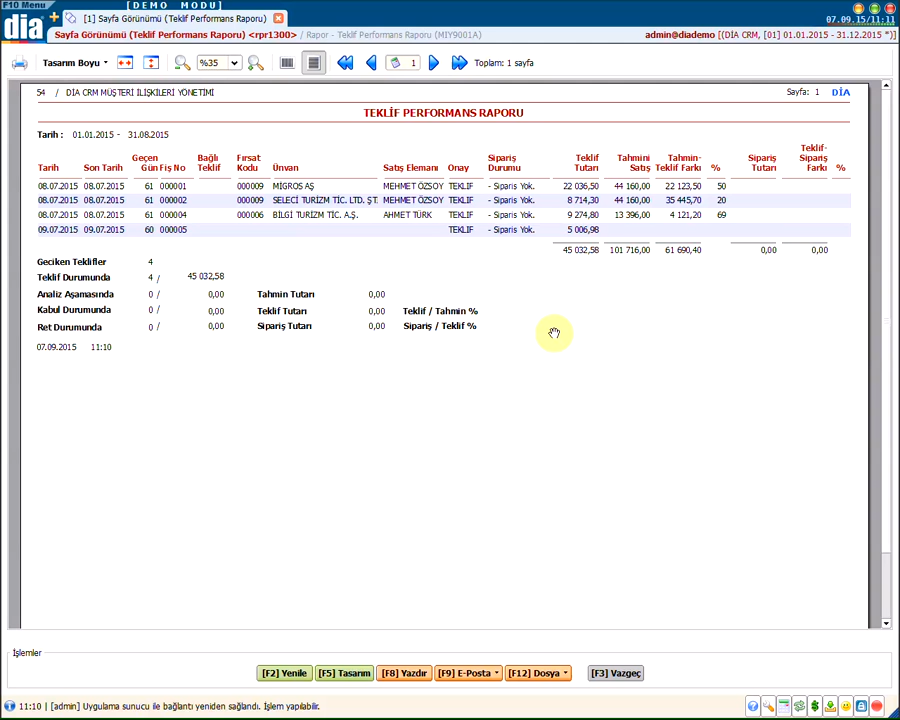 F10 Menu
[DEMO MODU]
dia
[1] Sayfa Görünümü (Teklif Performans Raporu)
07.09.15/11:11
Sayfa Görünümü (Teklif Performans Raporu) <rpr1300> / Rapor - Teklif Performans Raporu (MIY9001A)
admin@diademo [(DİA CRM, [01] 01.01.2015 - 31.12.2015 ")]
Tasarım Boyu %35 1 Toplam: 1 sayfa
54 / DIA CRM MÜŞTERİ İLİŞKİLERİ YÖNETIMI Sayfa: 1 DİA
TEKLİF PERFORMANS RAPORU
Tarih : 01.01.2015 - 31.08.2015
Tarih Son Tarih Geçen Gün Fiş No Bağlı Teklif Fırsat Kodu Ünvan Satış Elemanı Onay Sipariş Durumu Teklif Tutarı Tahmini Satış Tahmin-Teklif Farkı % Sipariş Tutarı Teklif-Sipariş Farkı %
08.07.2015 08.07.2015 61 000001 000009 MİGROS AŞ MEHMET ÖZSOY TEKLIF - Siparis Yok. 22 036,50 44 160,00 22 123,50 50
08.07.2015 08.07.2015 61 000002 000009 SELECİ TURİZM TİC. LTD. ŞT. MEHMET ÖZSOY TEKLIF - Siparis Yok. 8 714,30 44 160,00 35 445,70 20
08.07.2015 08.07.2015 61 000004 000006 BILGI TURİZM TİC. A.Ş. AHMET TÜRK TEKLIF - Siparis Yok. 9 274,80 13 396,00 4 121,20 69
09.07.2015 09.07.2015 60 000005 TEKLIF - Siparis Yok. 5 006,98
45 032,58 101 716,00 61 690,40 0,00 0,00
Geciken Teklifler 4
Teklif Durumunda 4 / 45 032,58
Analiz Aşamasında 0 / 0,00 Tahmin Tutarı 0,00
Kabul Durumunda 0 / 0,00 Teklif Tutarı 0,00 Teklif / Tahmin %
Ret Durumunda 0 / 0,00 Sipariş Tutarı 0,00 Sipariş / Teklif %
07.09.2015 11:10
İşlemler
[F2] Yenile [F5] Tasarım [F8] Yazdır [F9] E-Posta [F12] Dosya [F3] Vazgeç
11:10 | [admin] Uygulama sunucu ile bağlantı yeniden sağlandı. İşlem yapılabilir.